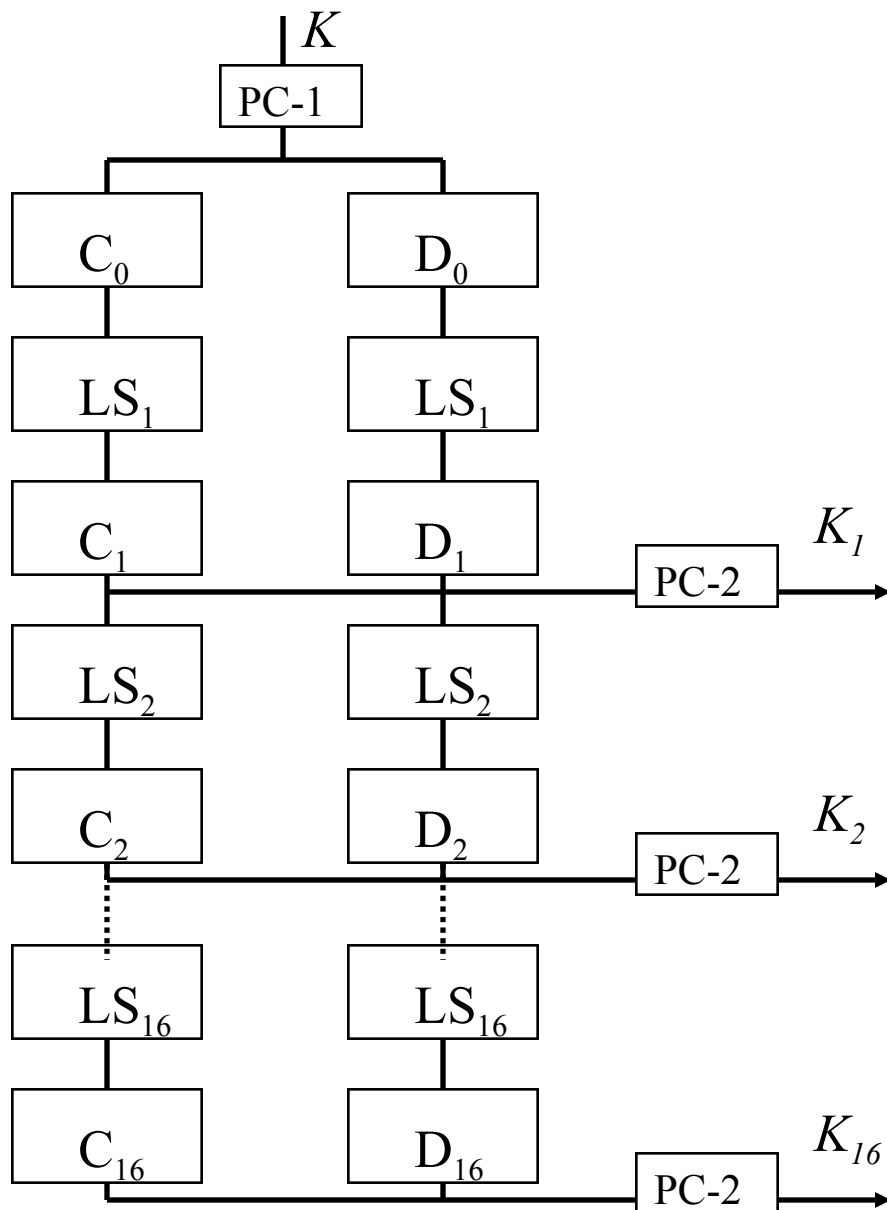 K
PC-1
C₀ D₀
LS₁ LS₁
C₁ D₁ K₁
PC-2
LS₂ LS₂
C₂ D₂ K₂
PC-2
LS₁₆ LS₁₆
C₁₆ D₁₆ K₁₆
PC-2